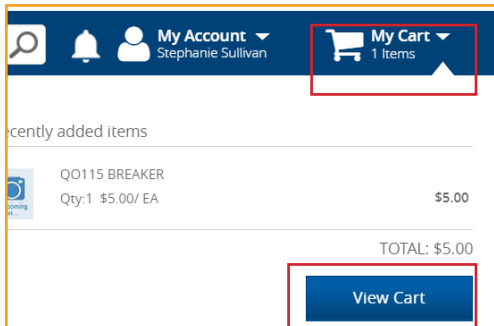 My Account
Stephanie Sullivan
My Cart
1 Items
ecently added items
QO115 BREAKER
Qty:1 $5.00/ EA
$5.00
TOTAL: $5.00
View Cart